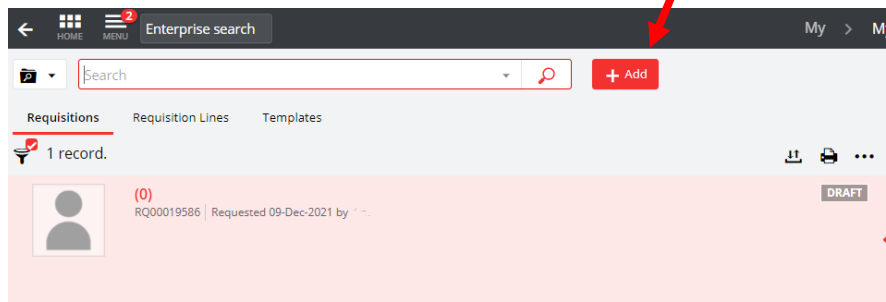 HOME
MENU
2
Enterprise search
My > My
Search
+ Add
Requisitions Requisition Lines Templates
1 record.
(0)
DRAFT
RQ00019586 Requested 09-Dec-2021 by